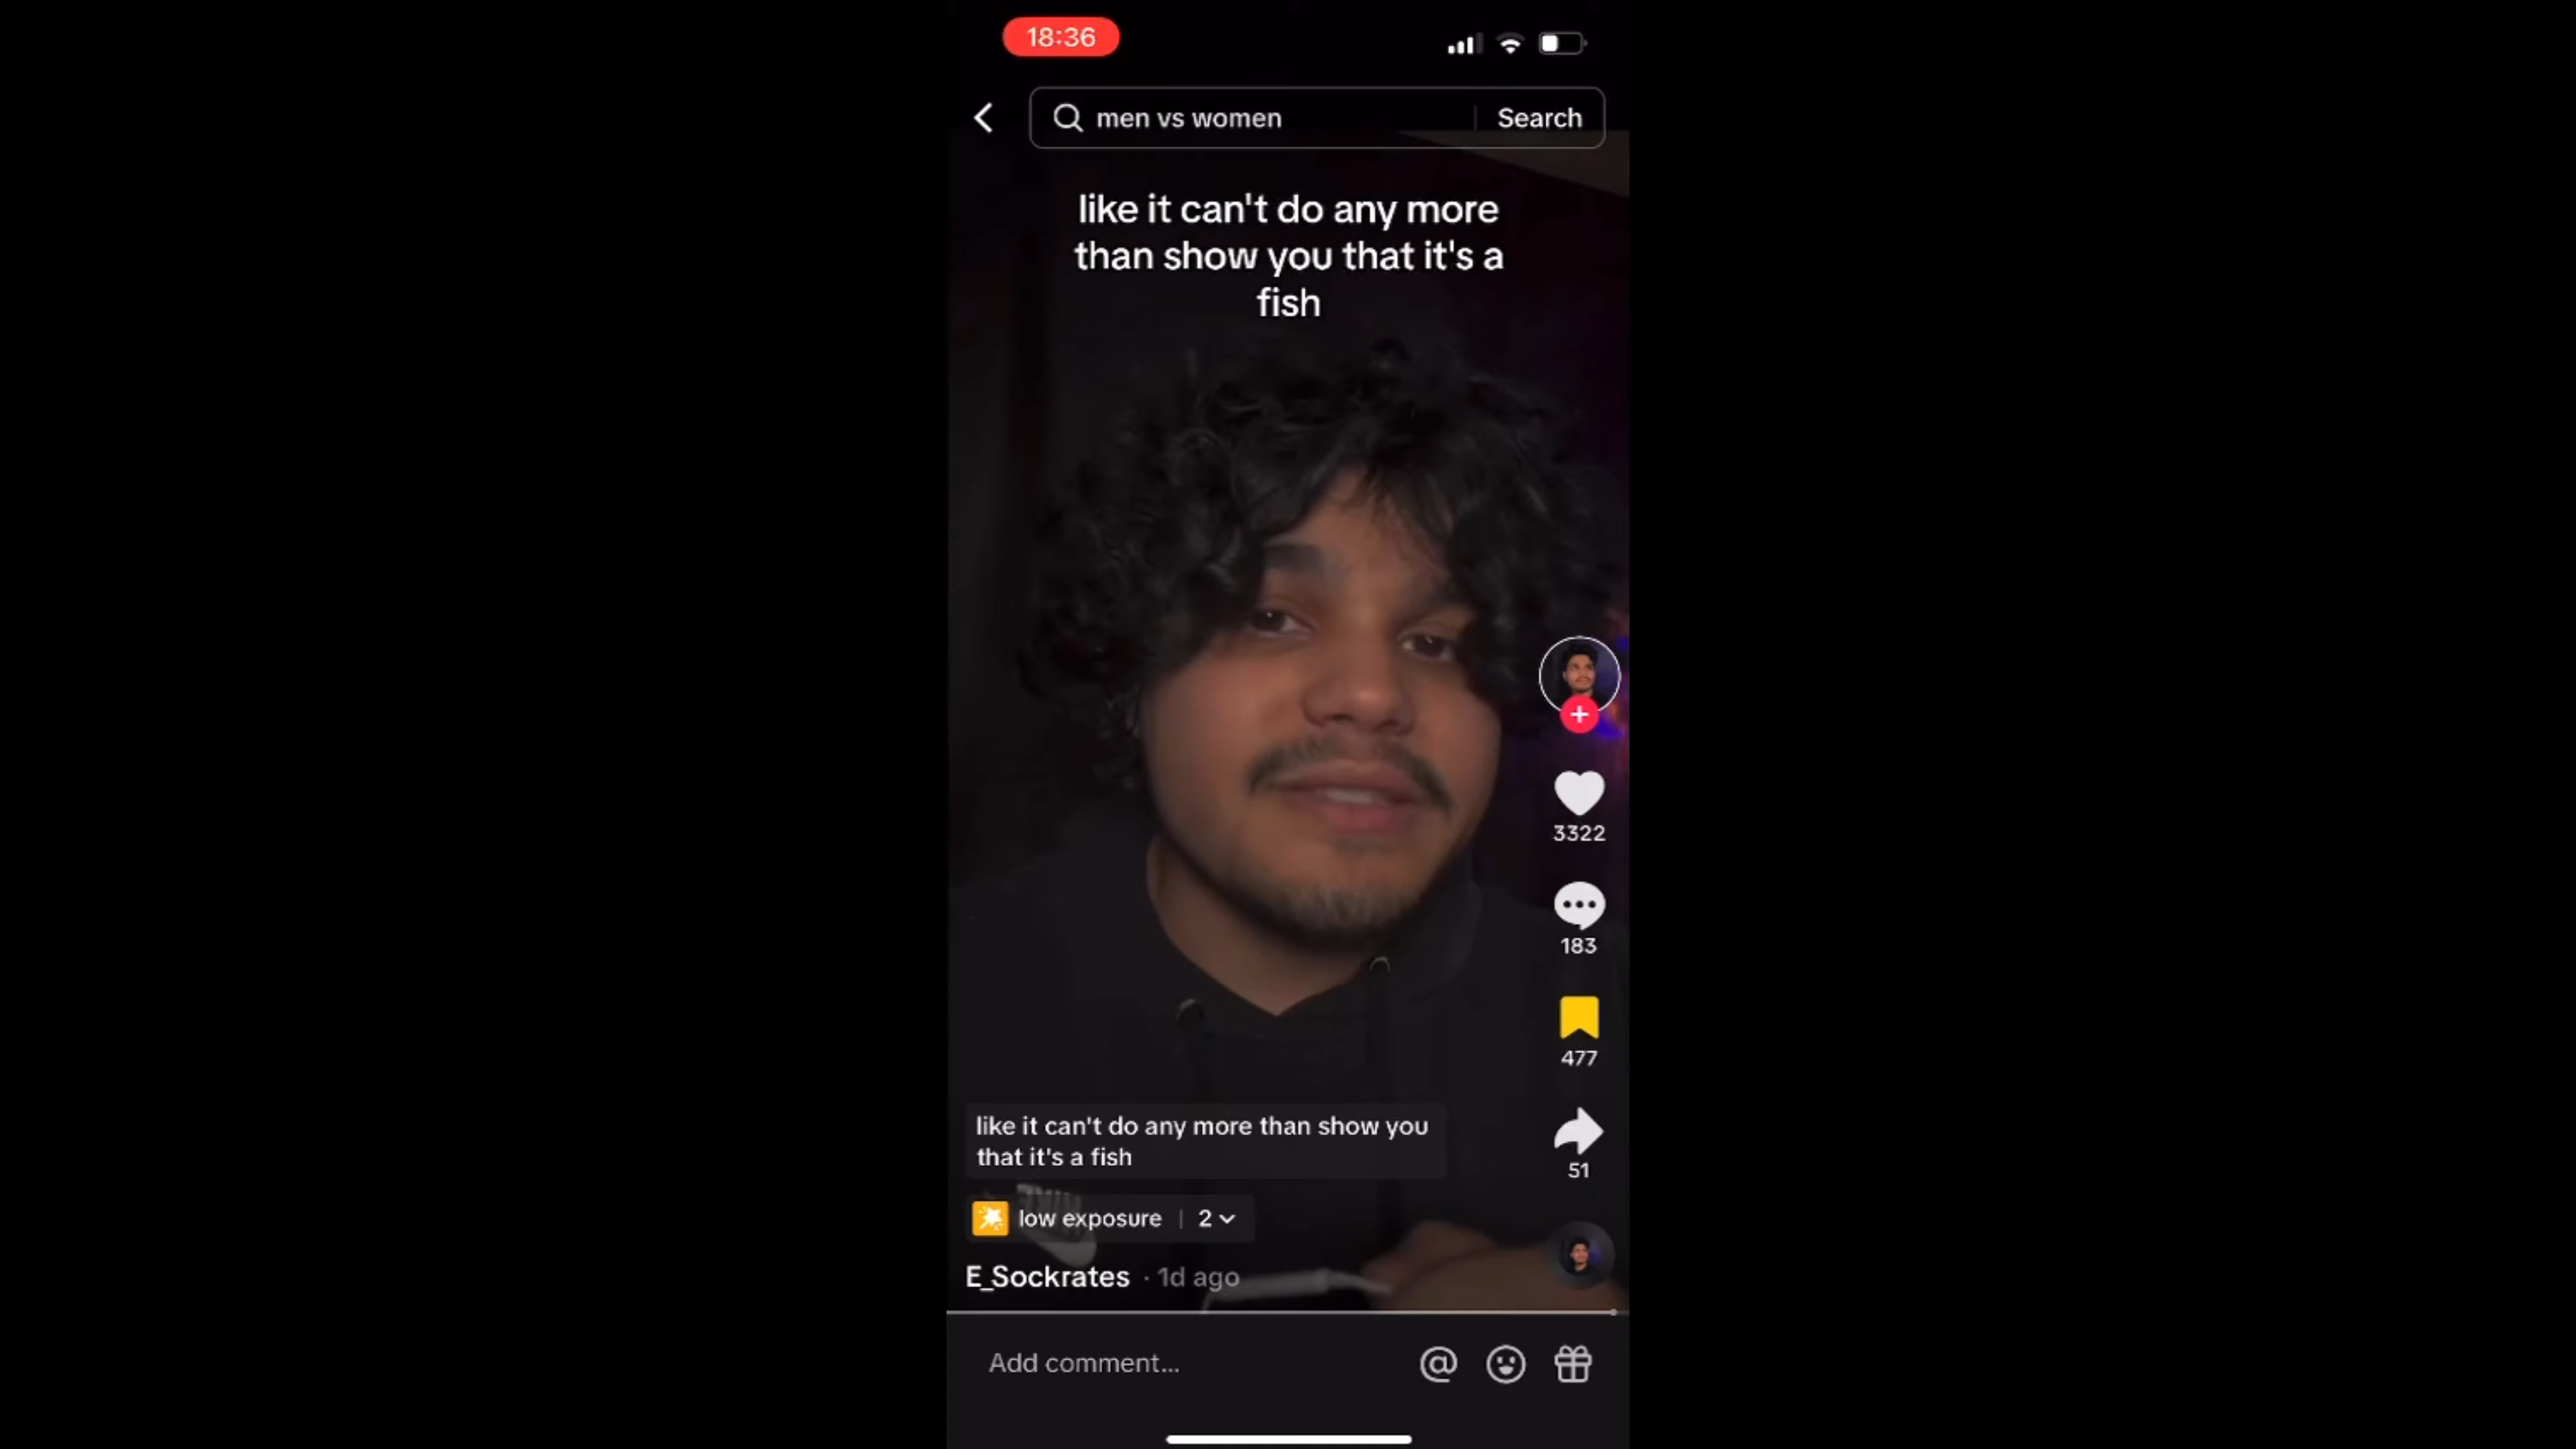 18:36
men vs women
Search
like it can't do any more
than show you that it's a
fish
3322
183
477
like it can't do any more than show you
that it's a fish
51
low exposure | 2
E_Sockrates · 1d ago
Add comment...